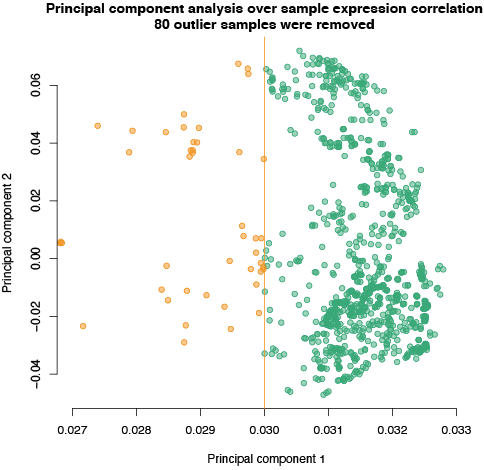 Principal component analysis over sample expression correlation
80 outlier samples were removed
Principal component 2
0.06
0.04
0.02
0.00
−0.02
−0.04
0.027 0.028 0.029 0.030 0.031 0.032 0.033
Principal component 1